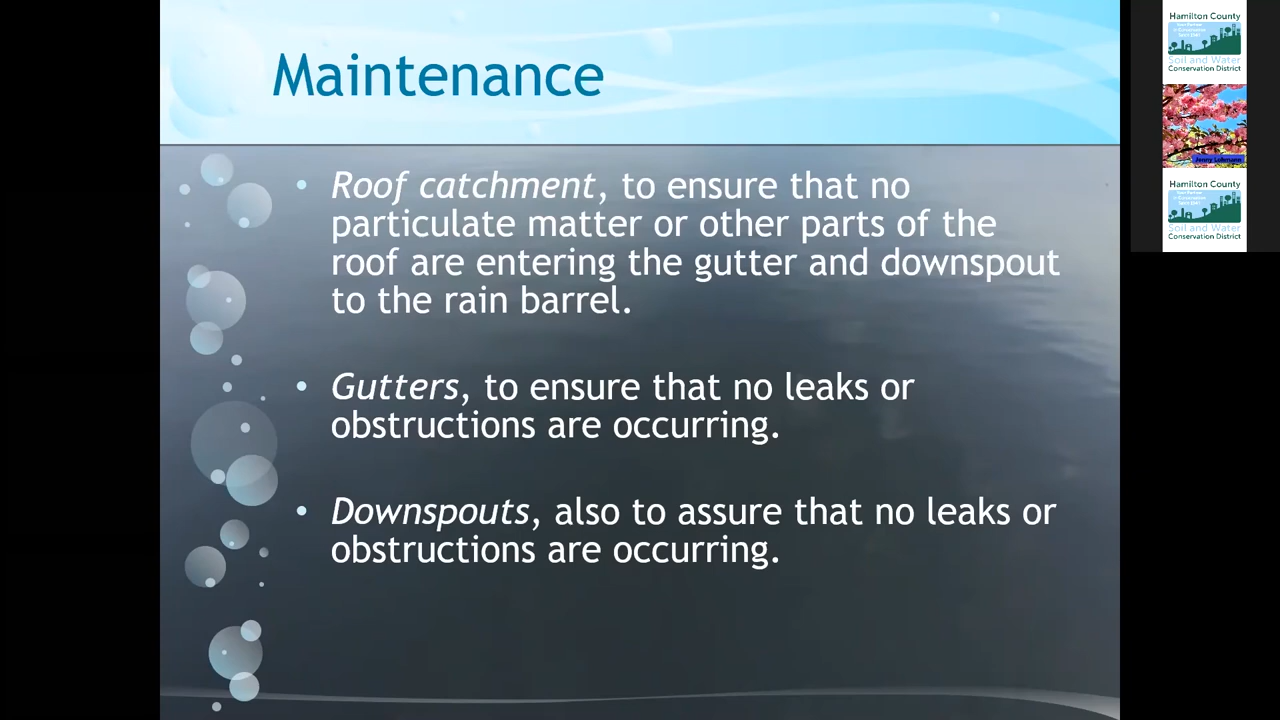 Maintenance
• Roof catchment, to ensure that no
particulate matter or other parts of the
roof are entering the gutter and downspout
to the rain barrel.
• Gutters, to ensure that no leaks or
obstructions are occurring.
• Downspouts, also to assure that no leaks or
obstructions are occurring.
Hamilton County
Soil and Water
Conservation District
Jenny Luhmann
Hamilton County
Soil and Water
Conservation District